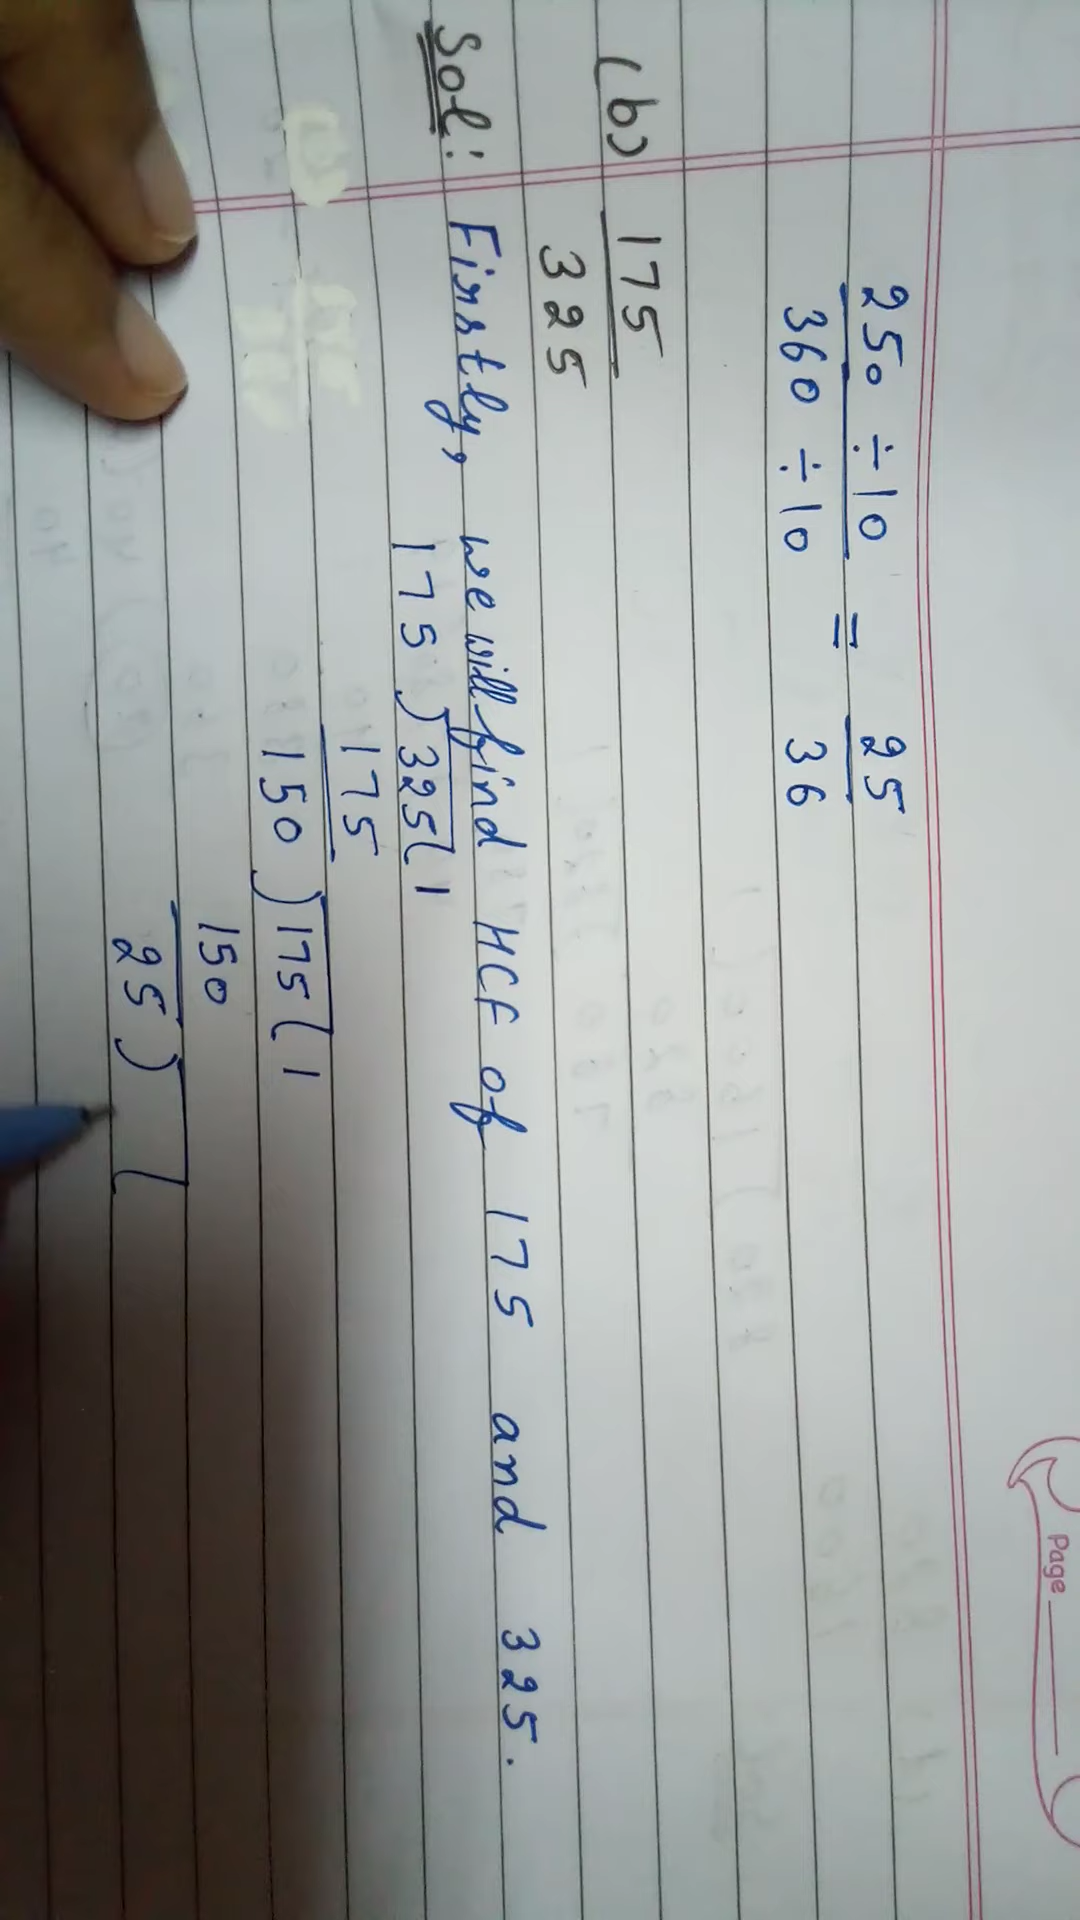 Page
250 ÷ 10 = 25
360 ÷ 10 36
(b) 175
325
Sol: Firstly, we will find HCF of 175 and 325.
175 ) 325 ( 1
175
150 ) 175 ( 1
150
25 ) (